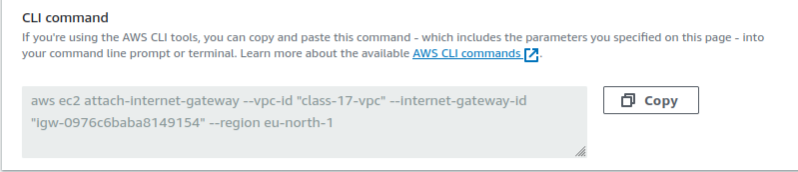 CLI command
If you're using the AWS CLI tools, you can copy and paste this command - which includes the parameters you specified on this page - into
your command line prompt or terminal. Learn more about the available AWS CLI commands.
aws ec2 attach-internet-gateway --vpc-id "class-17-vpc" --internet-gateway-id
"igw-0976c6baba8149154" --region eu-north-1
Copy